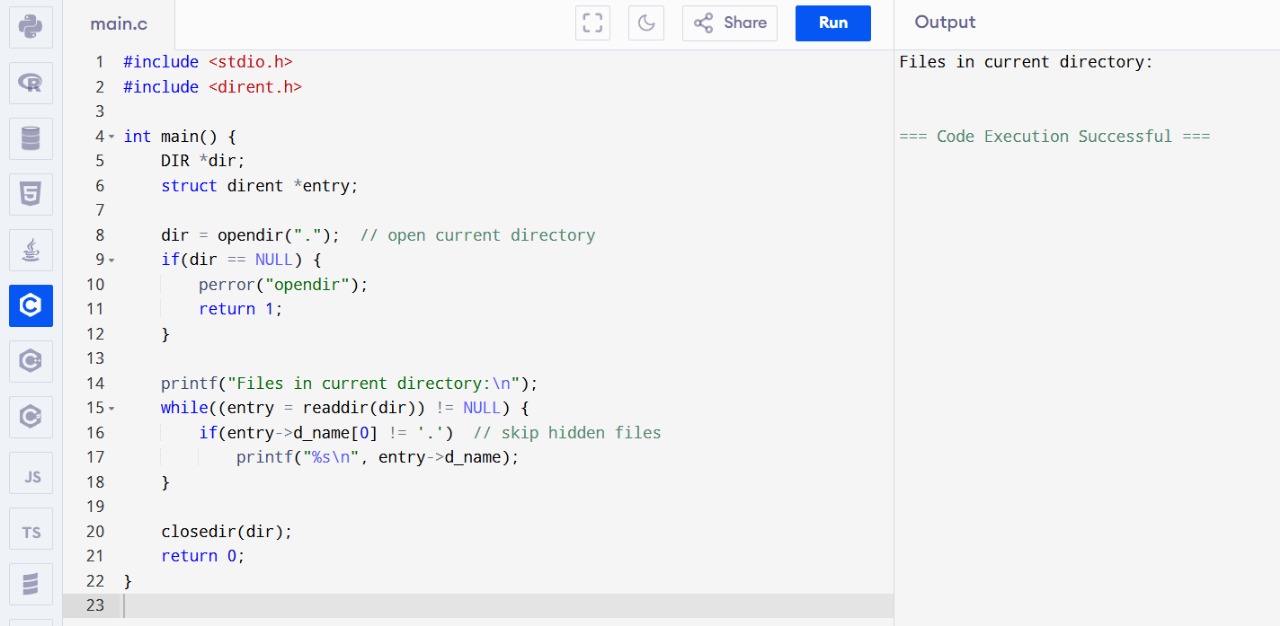 main.c
Share
Run
Output
1 #include <stdio.h>
2 #include <dirent.h>
3
4 int main() {
5     DIR *dir;
6     struct dirent *entry;
7
8     dir = opendir(".");  // open current directory
9     if(dir == NULL) {
10         perror("opendir");
11         return 1;
12     }
13
14     printf("Files in current directory:\n");
15     while((entry = readdir(dir)) != NULL) {
16         if(entry->d_name[0] != '.')  // skip hidden files
17             printf("%s\n", entry->d_name);
18     }
19
20     closedir(dir);
21     return 0;
22 }
23
Files in current directory:
=== Code Execution Successful ===
R
5
C
C
C
JS
TS